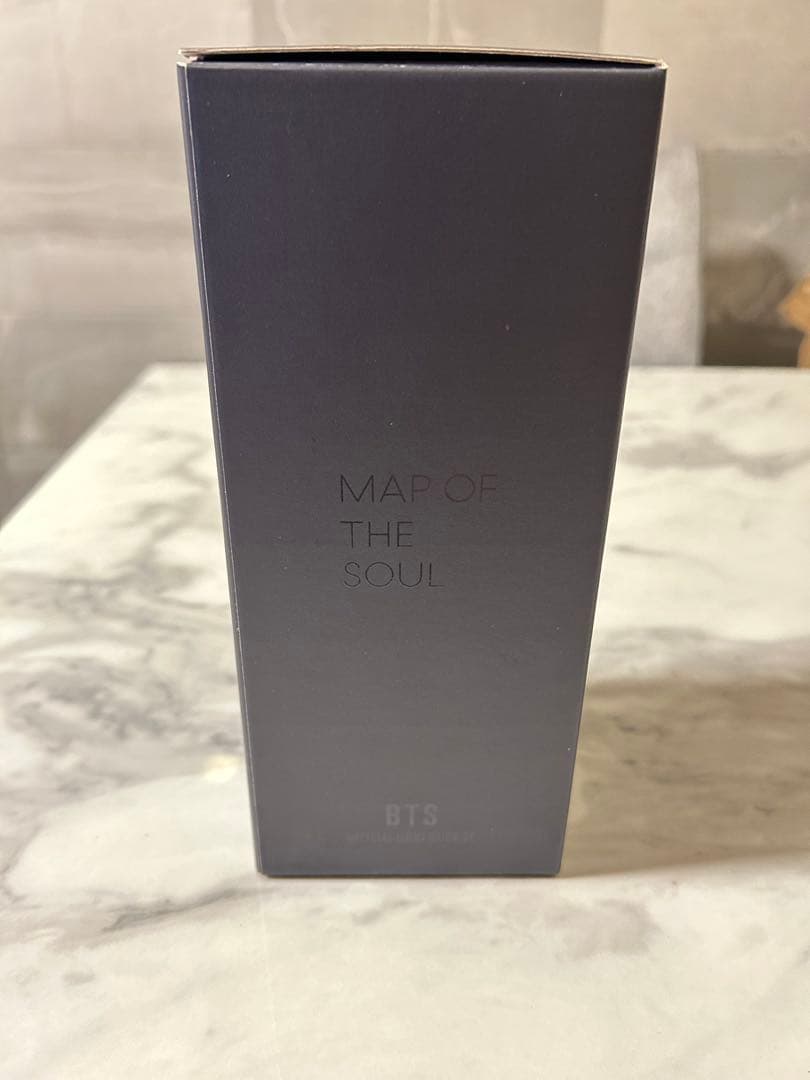 MAP OF
THE
SOUL
BTS